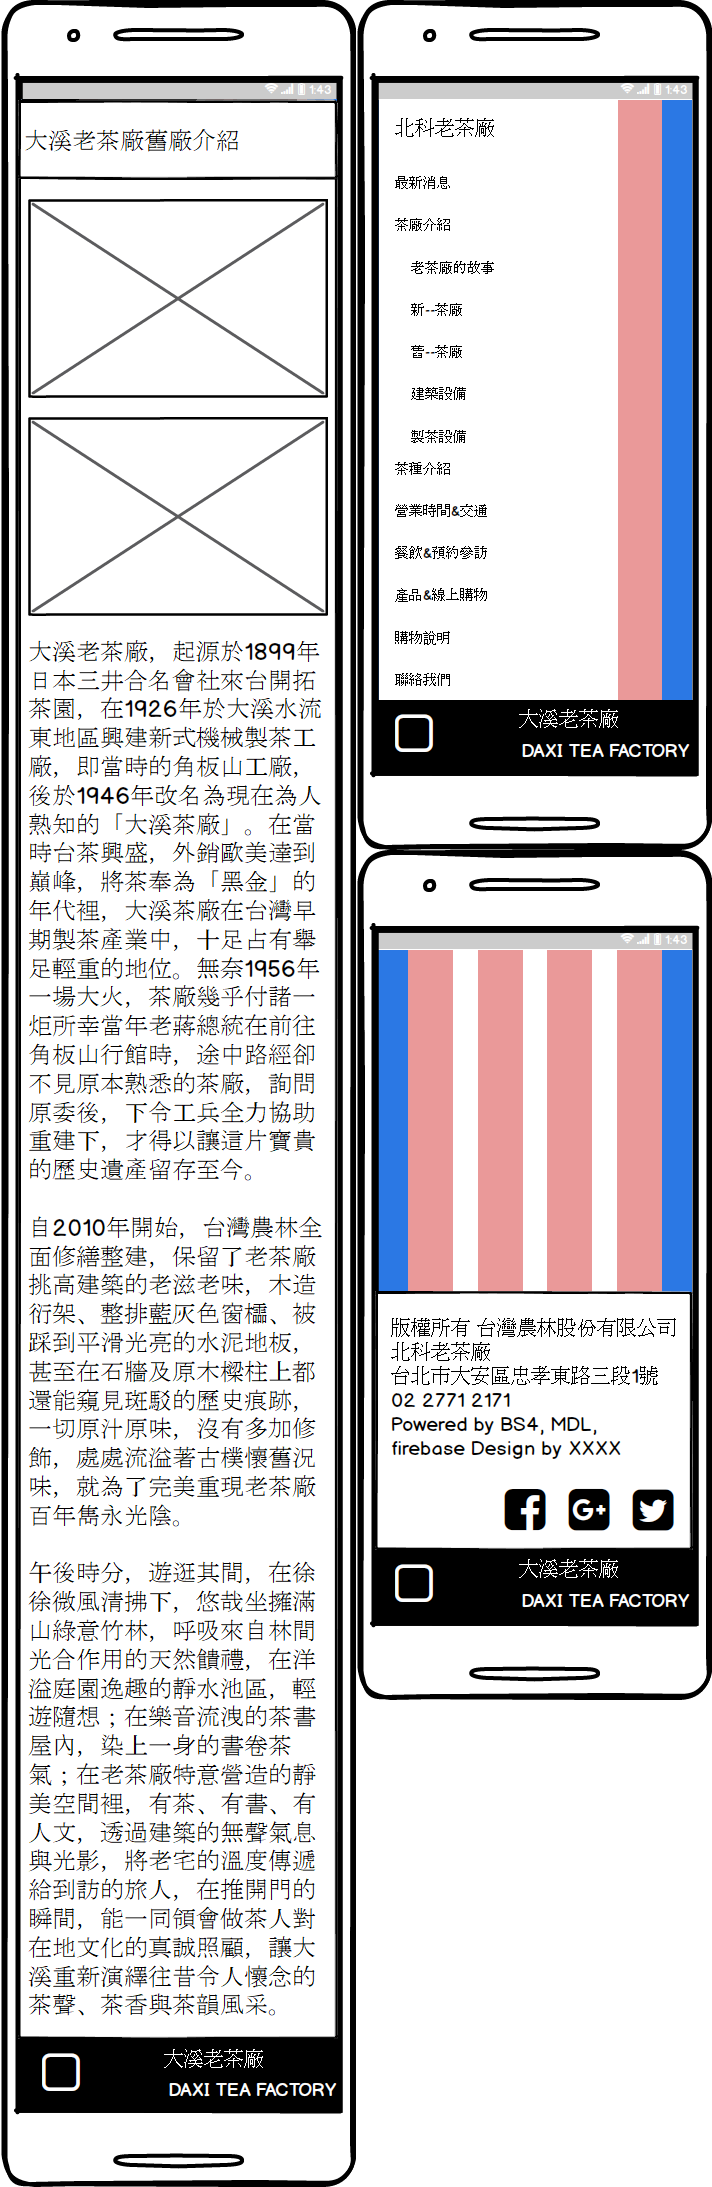 1:43
大溪老茶廠舊廠介紹
大溪老茶廠，起源於1899年
日本三井合名會社來台開拓
茶園，在1926年於大溪水流
東地區興建新式機械製茶工
廠，即當時的角板山工廠，
後於1946年改名為現在為人
熟知的「大溪茶廠」。在當
時台茶興盛，外銷歐美達到
巔峰，將茶奉為「黑金」的
年代裡，大溪茶廠在台灣早
期製茶產業中，十足占有舉
足輕重的地位。無奈1956年
一場大火，茶廠幾乎付諸一
炬所幸當年老蔣總統在前往
角板山行館時，途中路經卻
不見原本熟悉的茶廠，詢問
原委後，下令工兵全力協助
重建下，才得以讓這片寶貴
的歷史遺產留存至今。
自2010年開始，台灣農林全
面修繕整建，保留了老茶廠
挑高建築的老滋老味，木造
衍架、整排藍灰色窗櫺、被
踩到平滑光亮的水泥地板，
甚至在石牆及原木樑柱上都
還能窺見斑駁的歷史痕跡，
一切原汁原味，沒有多加修
飾，處處流溢著古樸懷舊況
味，就為了完美重現老茶廠
百年雋永光陰。
午後時分，遊逛其間，在徐
徐微風清拂下，悠哉坐擁滿
山綠意竹林，呼吸來自林間
光合作用的天然饋禮，在洋
溢庭園逸趣的靜水池區，輕
遊隨想；在樂音流洩的茶書
屋內，染上一身的書卷茶
氣；在老茶廠特意營造的靜
美空間裡，有茶、有書、有
人文，透過建築的無聲氣息
與光影，將老宅的溫度傳遞
給到訪的旅人，在推開門的
瞬間，能一同領會做茶人對
在地文化的真誠照顧，讓大
溪重新演繹往昔令人懷念的
茶聲、茶香與茶韻風采。
大溪老茶廠
DAXI TEA FACTORY
1:43
北科老茶廠
最新消息
茶廠介紹
老茶廠的故事
新--茶廠
舊--茶廠
建築設備
製茶設備
茶種介紹
營業時間&交通
餐飲&預約參訪
產品&線上購物
購物說明
聯絡我們
大溪老茶廠
DAXI TEA FACTORY
1:43
版權所有 台灣農林股份有限公司
北科老茶廠
台北市大安區忠孝東路三段1號
02 2771 2171
Powered by BS4, MDL,
firebase Design by XXXX
大溪老茶廠
DAXI TEA FACTORY